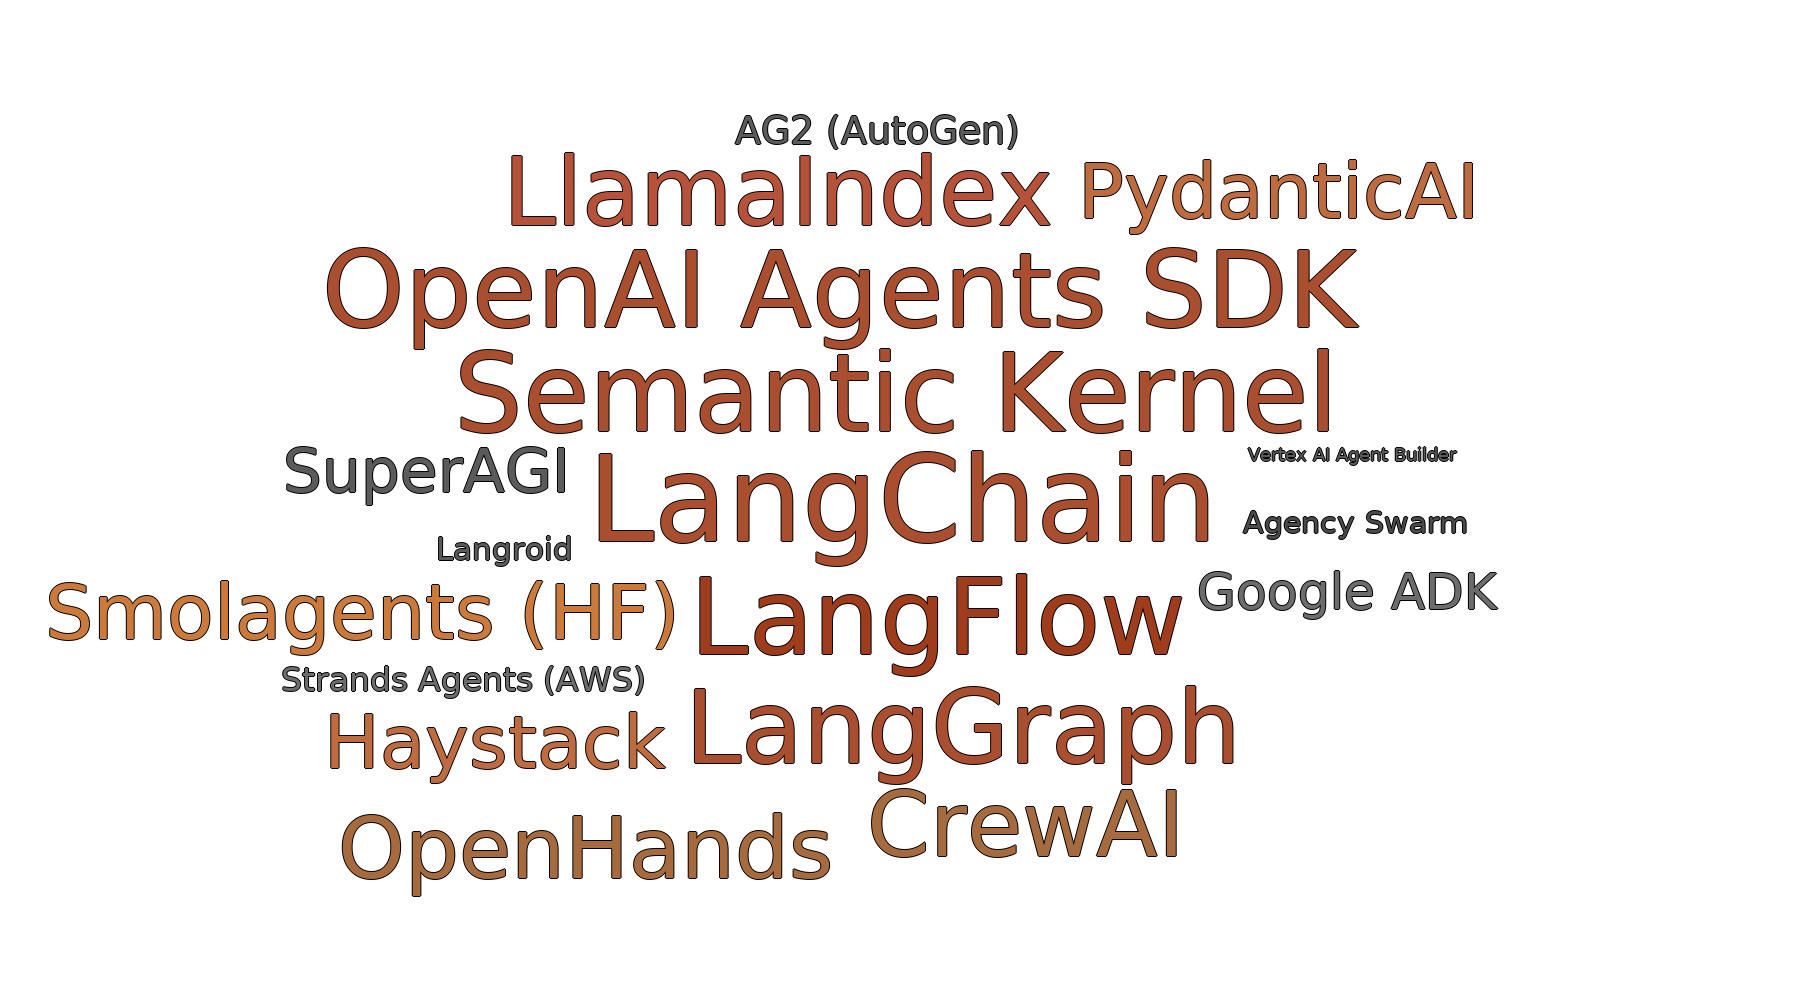 AG2 (AutoGen)
LlamaIndex
PydanticAI
OpenAI Agents SDK
Semantic Kernel
SuperAGI
LangChain
Vertex AI Agent Builder
Agency Swarm
Langroid
Smolagents (HF)
LangFlow
Google ADK
Strands Agents (AWS)
Haystack
LangGraph
OpenHands
CrewAI